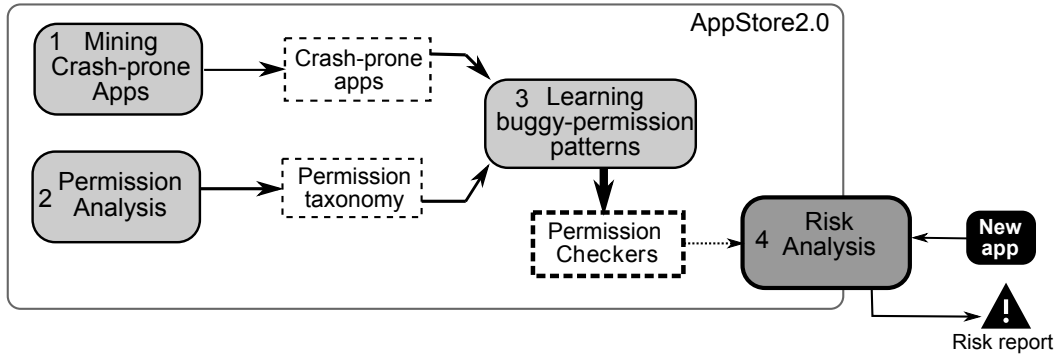 AppStore2.0
1 Mining
Crash-prone
Apps
Crash-prone
apps
3 Learning
buggy-permission
patterns
2 Permission
Analysis
Permission
taxonomy
Permission
Checkers
4 Risk
Analysis
New
app
Risk report